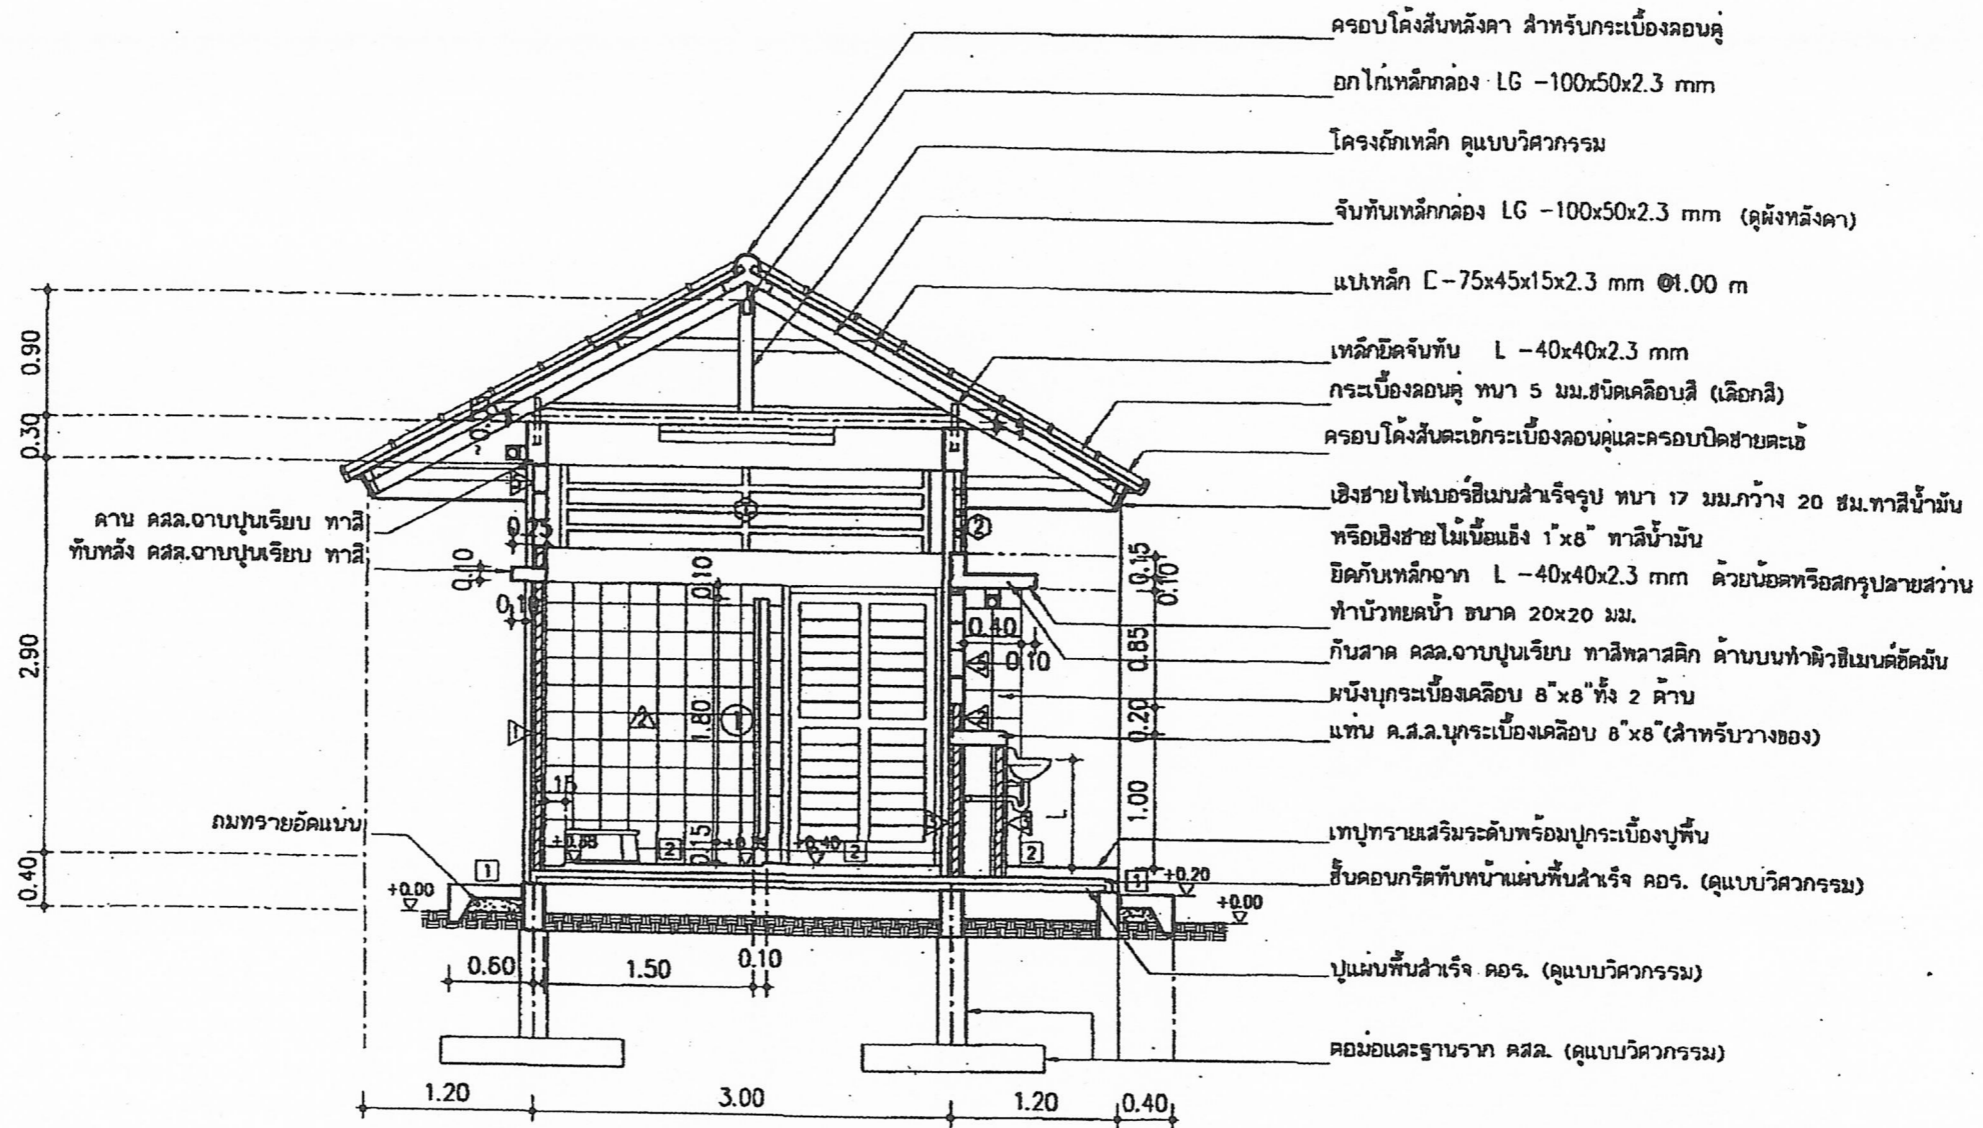 ครอบโค้งสันหลังคา สำหรับกระเบื้องลอนคู่
อกไก่เหล็กกล่อง LG -100x50x2.3 mm
โครงถักเหล็ก ดูแบบวิศวกรรม
จันทันเหล็กกล่อง LG -100x50x2.3 mm (ดูผังหลังคา)
แปเหล็ก C-75x45x15x2.3 mm @1.00 m
เหล็กยึดจันทัน L -40x40x2.3 mm
กระเบื้องลอนคู่ หนา 5 มม.ชนิดเคลือบสี (เลือกสี)
ครอบโค้งสันตะเข้กระเบื้องลอนคู่และครอบปิดชายตะเข้
เชิงชายไฟเบอร์ซีเมนสำเร็จรูป หนา 17 มม.กว้าง 20 ซม.ทาสีน้ำมัน
หรือเชิงชายไม้เนื้อแข็ง 1"x8" ทาสีน้ำมัน
ยึดกับเหล็กฉาก L -40x40x2.3 mm ด้วยน๊อตหรือสกรูปลายสว่าน
ทำบัวหยดน้ำ ขนาด 20x20 มม.
กันสาด คสล.ฉาบปูนเรียบ ทาสีพลาสติก ด้านบนทำผิวซีเมนต์ขัดมัน
ผนังบุกระเบื้องเคลือบ 8"x8"ทั้ง 2 ด้าน
แท่น ค.ส.ล.บุกระเบื้องเคลือบ 8"x8"(สำหรับวางของ)
เทปูทรายเสริมระดับพร้อมปูกระเบื้องปูพื้น
ชั้นคอนกรีตทับหน้าแผ่นพื้นสำเร็จ คอร. (ดูแบบวิศวกรรม)
ปูแผ่นพื้นสำเร็จ คอร. (ดูแบบวิศวกรรม)
ตอม่อและฐานราก คสล. (ดูแบบวิศวกรรม)
คาน คสล.ฉาบปูนเรียบ ทาสี
ทับหลัง คสล.ฉาบปูนเรียบ ทาสี
ถมทรายอัดแน่น
0.90
0.30
2.90
0.40
0.25
0.10
0.10
0.10
1.80
0.15
.15
1
2
2
2
2
1
1
2
2
+0.40
L
0.40
0.10
0.15
0.10
0.85
0.20
1.00
1
+0.20
+0.00
+0.00
0.60
1.50
0.10
1.20
3.00
1.20
0.40